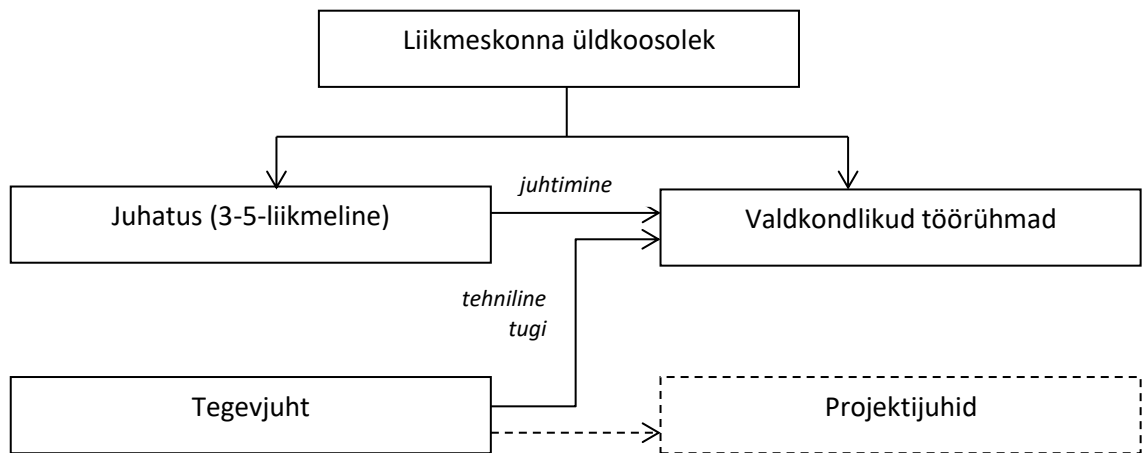 Liikmeskonna üldkoosolek
juhtimine
Juhatus (3-5-liikmeline)
Valdkondlikud töörühmad
tehniline
tugi
Tegevjuht
Projektijuhid